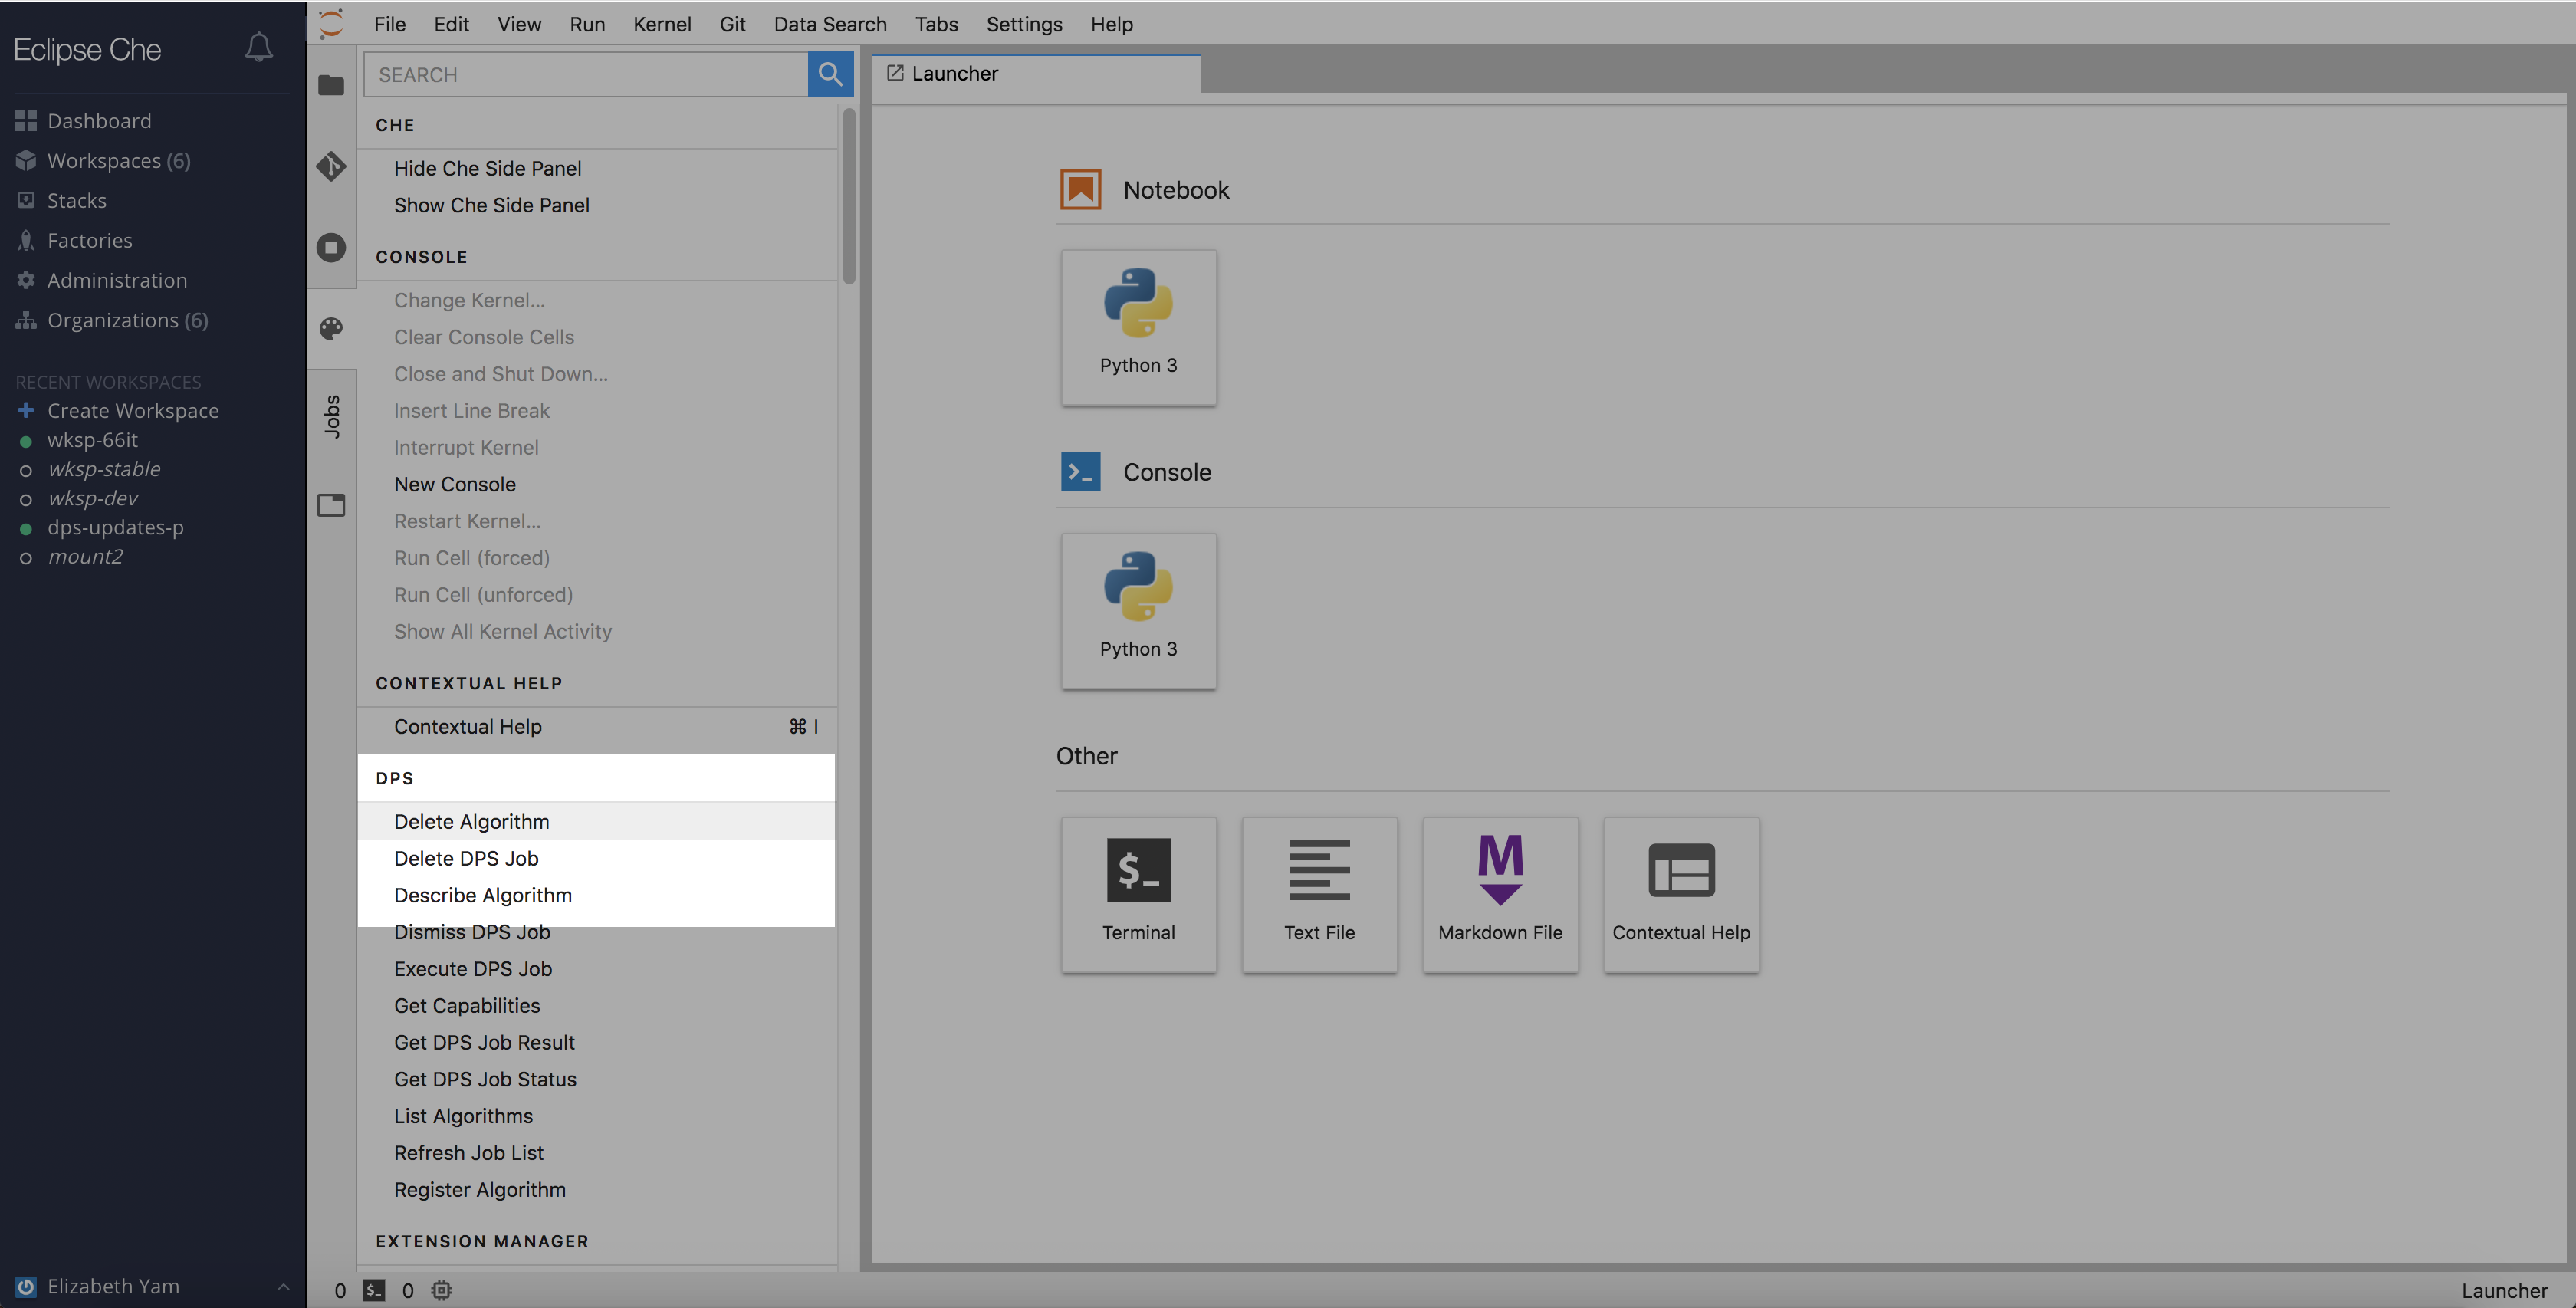 Eclipse Che
Dashboard
Workspaces (6)
Stacks
Factories
Administration
Organizations (6)
RECENT WORKSPACES
Create Workspace
wksp-66it
wksp-stable
wksp-dev
dps-updates-p
mount2
Elizabeth Yam
File Edit View Run Kernel Git Data Search Tabs Settings Help
Jobs
SEARCH
CHE
Hide Che Side Panel
Show Che Side Panel
CONSOLE
Change Kernel...
Clear Console Cells
Close and Shut Down...
Insert Line Break
Interrupt Kernel
New Console
Restart Kernel...
Run Cell (forced)
Run Cell (unforced)
Show All Kernel Activity
CONTEXTUAL HELP
Contextual Help ⌘ I
DPS
Delete Algorithm
Delete DPS Job
Describe Algorithm
Dismiss DPS Job
Execute DPS Job
Get Capabilities
Get DPS Job Result
Get DPS Job Status
List Algorithms
Refresh Job List
Register Algorithm
EXTENSION MANAGER
Launcher
Notebook
Python 3
Console
Python 3
Other
$_
Terminal
Text File
M
Markdown File
Contextual Help
0 $_ 0
Launcher